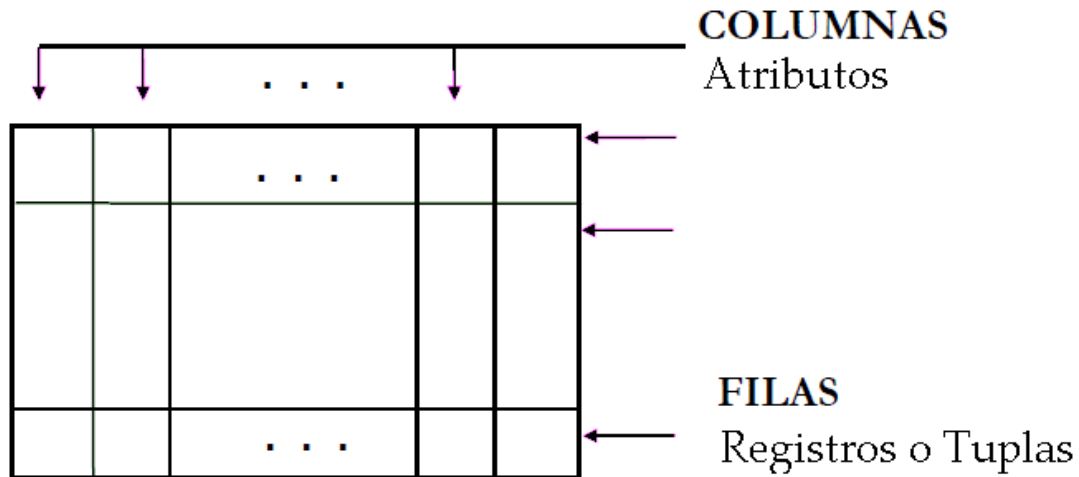 COLUMNAS
Atributos
. . .
. . .
FILAS
Registros o Tuplas
. . .